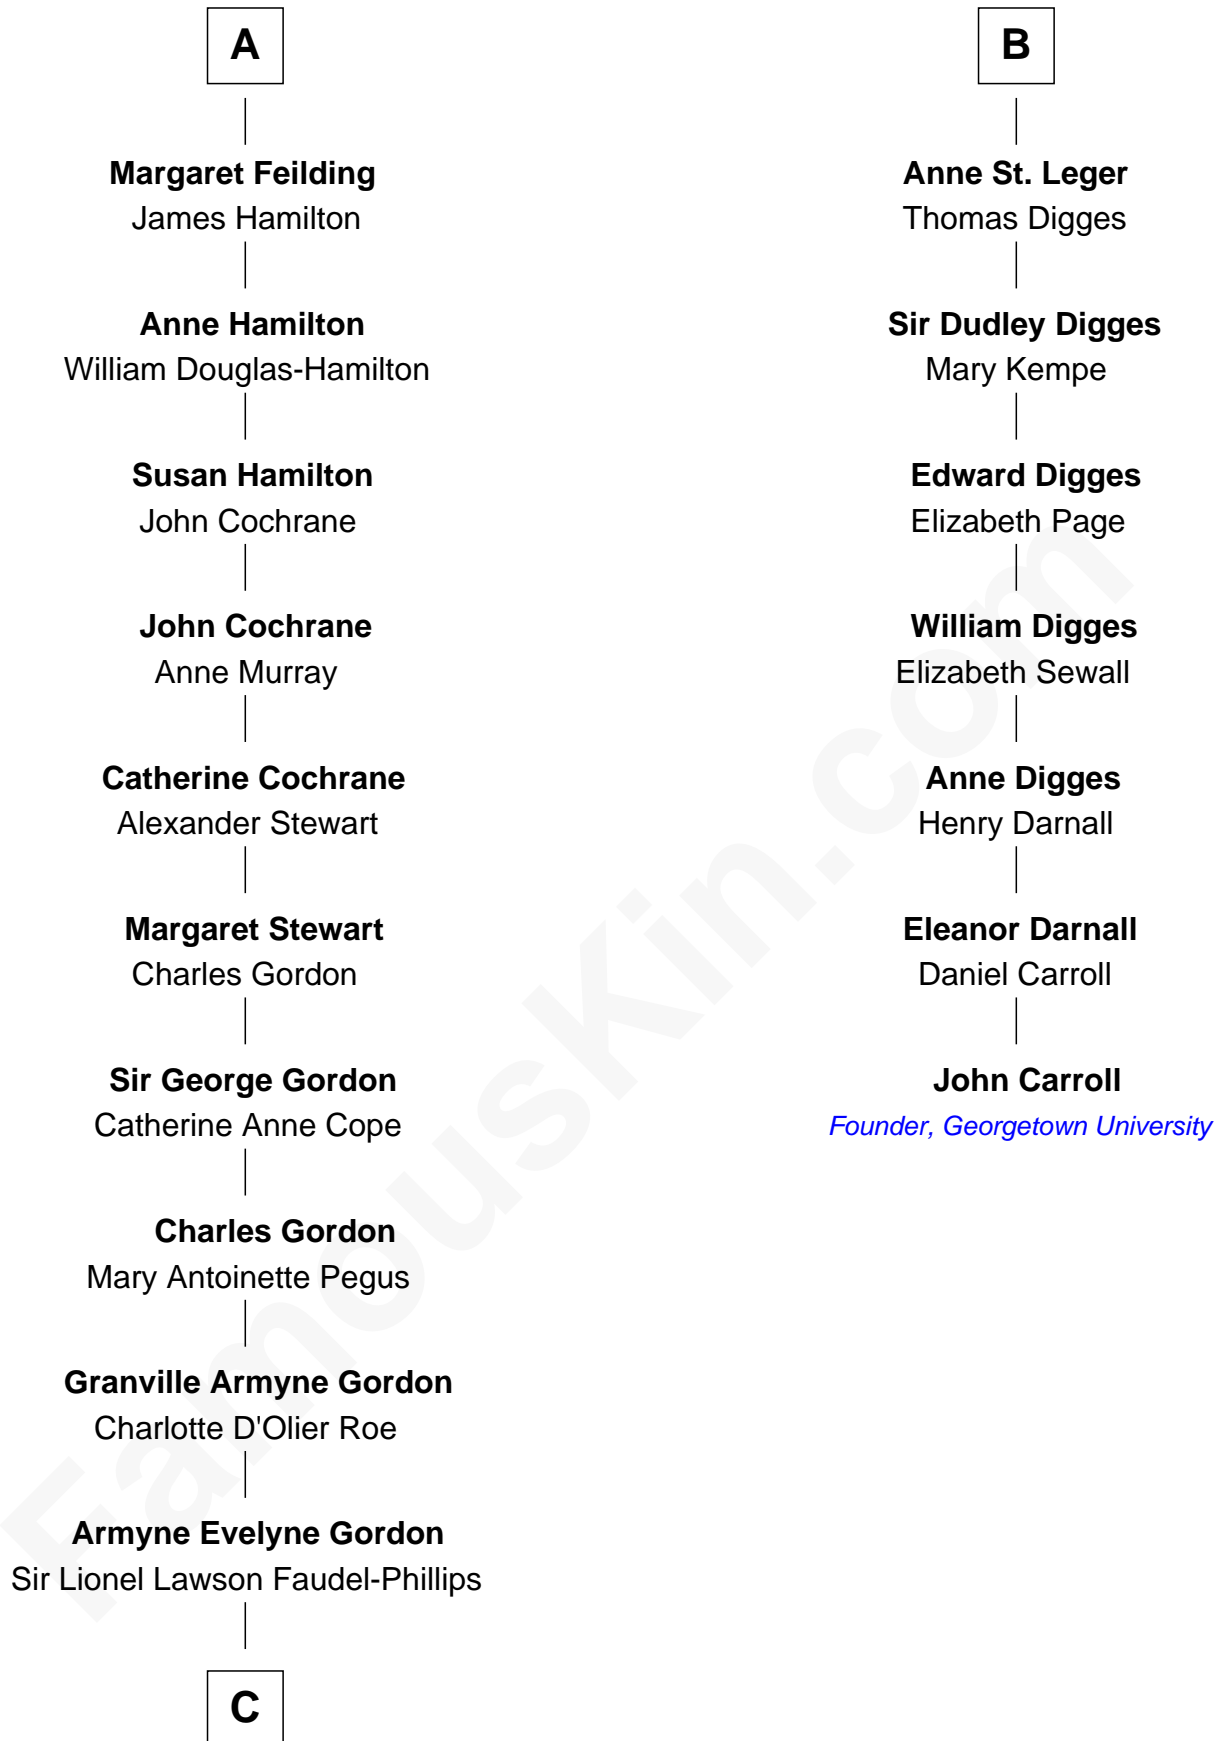 A
Margaret Feilding
James Hamilton
Anne Hamilton
William Douglas-Hamilton
Susan Hamilton
John Cochrane
John Cochrane
Anne Murray
Catherine Cochrane
Alexander Stewart
Margaret Stewart
Charles Gordon
Sir George Gordon
Catherine Anne Cope
Charles Gordon
Mary Antoinette Pegus
Granville Armyne Gordon
Charlotte D'Olier Roe
Armyne Evelyne Gordon
Sir Lionel Lawson Faudel-Phillips
C
B
Anne St. Leger
Thomas Digges
Sir Dudley Digges
Mary Kempe
Edward Digges
Elizabeth Page
William Digges
Elizabeth Sewall
Anne Digges
Henry Darnall
Eleanor Darnall
Daniel Carroll
John Carroll
Founder, Georgetown University
FamousKin.com